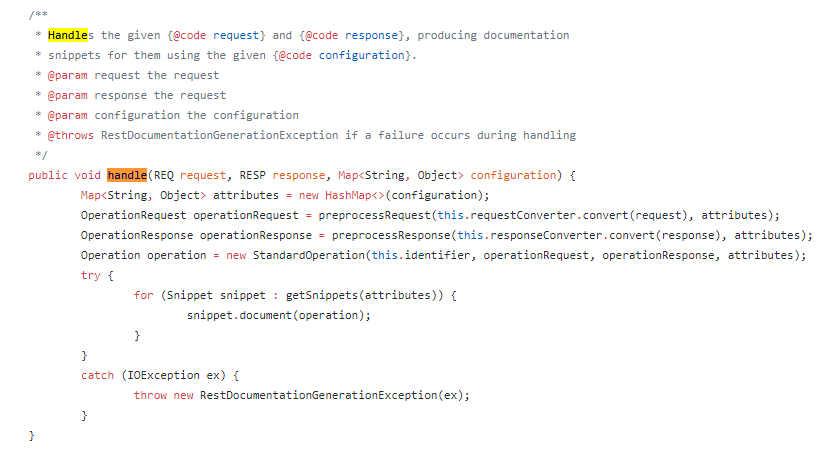 /**
 * Handles the given {@code request} and {@code response}, producing documentation
 * snippets for them using the given {@code configuration}.
 * @param request the request
 * @param response the request
 * @param configuration the configuration
 * @throws RestDocumentationGenerationException if a failure occurs during handling
 */
public void handle(REQ request, RESP response, Map<String, Object> configuration) {
        Map<String, Object> attributes = new HashMap<>(configuration);
        OperationRequest operationRequest = preprocessRequest(this.requestConverter.convert(request), attributes);
        OperationResponse operationResponse = preprocessResponse(this.responseConverter.convert(response), attributes);
        Operation operation = new StandardOperation(this.identifier, operationRequest, operationResponse, attributes);
        try {
                for (Snippet snippet : getSnippets(attributes)) {
                        snippet.document(operation);
                }
        }
        catch (IOException ex) {
                throw new RestDocumentationGenerationException(ex);
        }
}